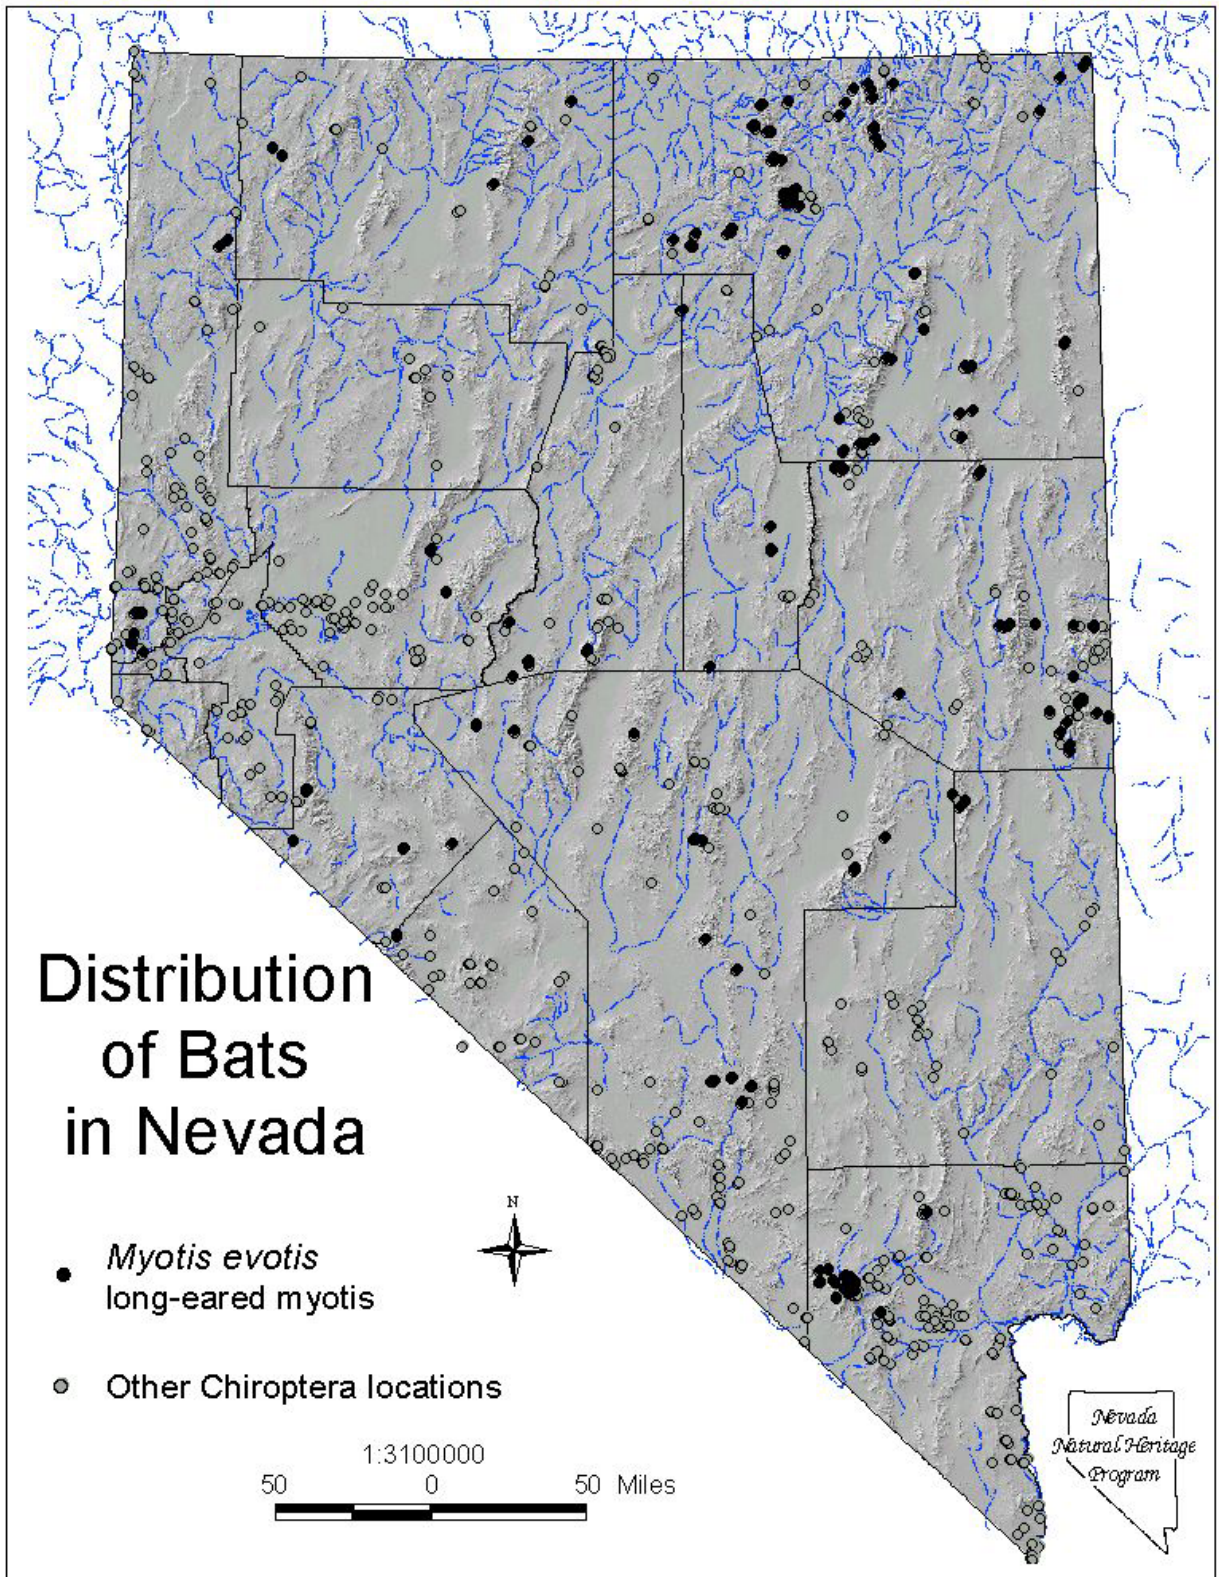 Distribution
of Bats
in Nevada
N
Myotis evotis
long-eared myotis
Other Chiroptera locations
1:3100000
50 0 50 Miles
Nevada
Natural Heritage
Program